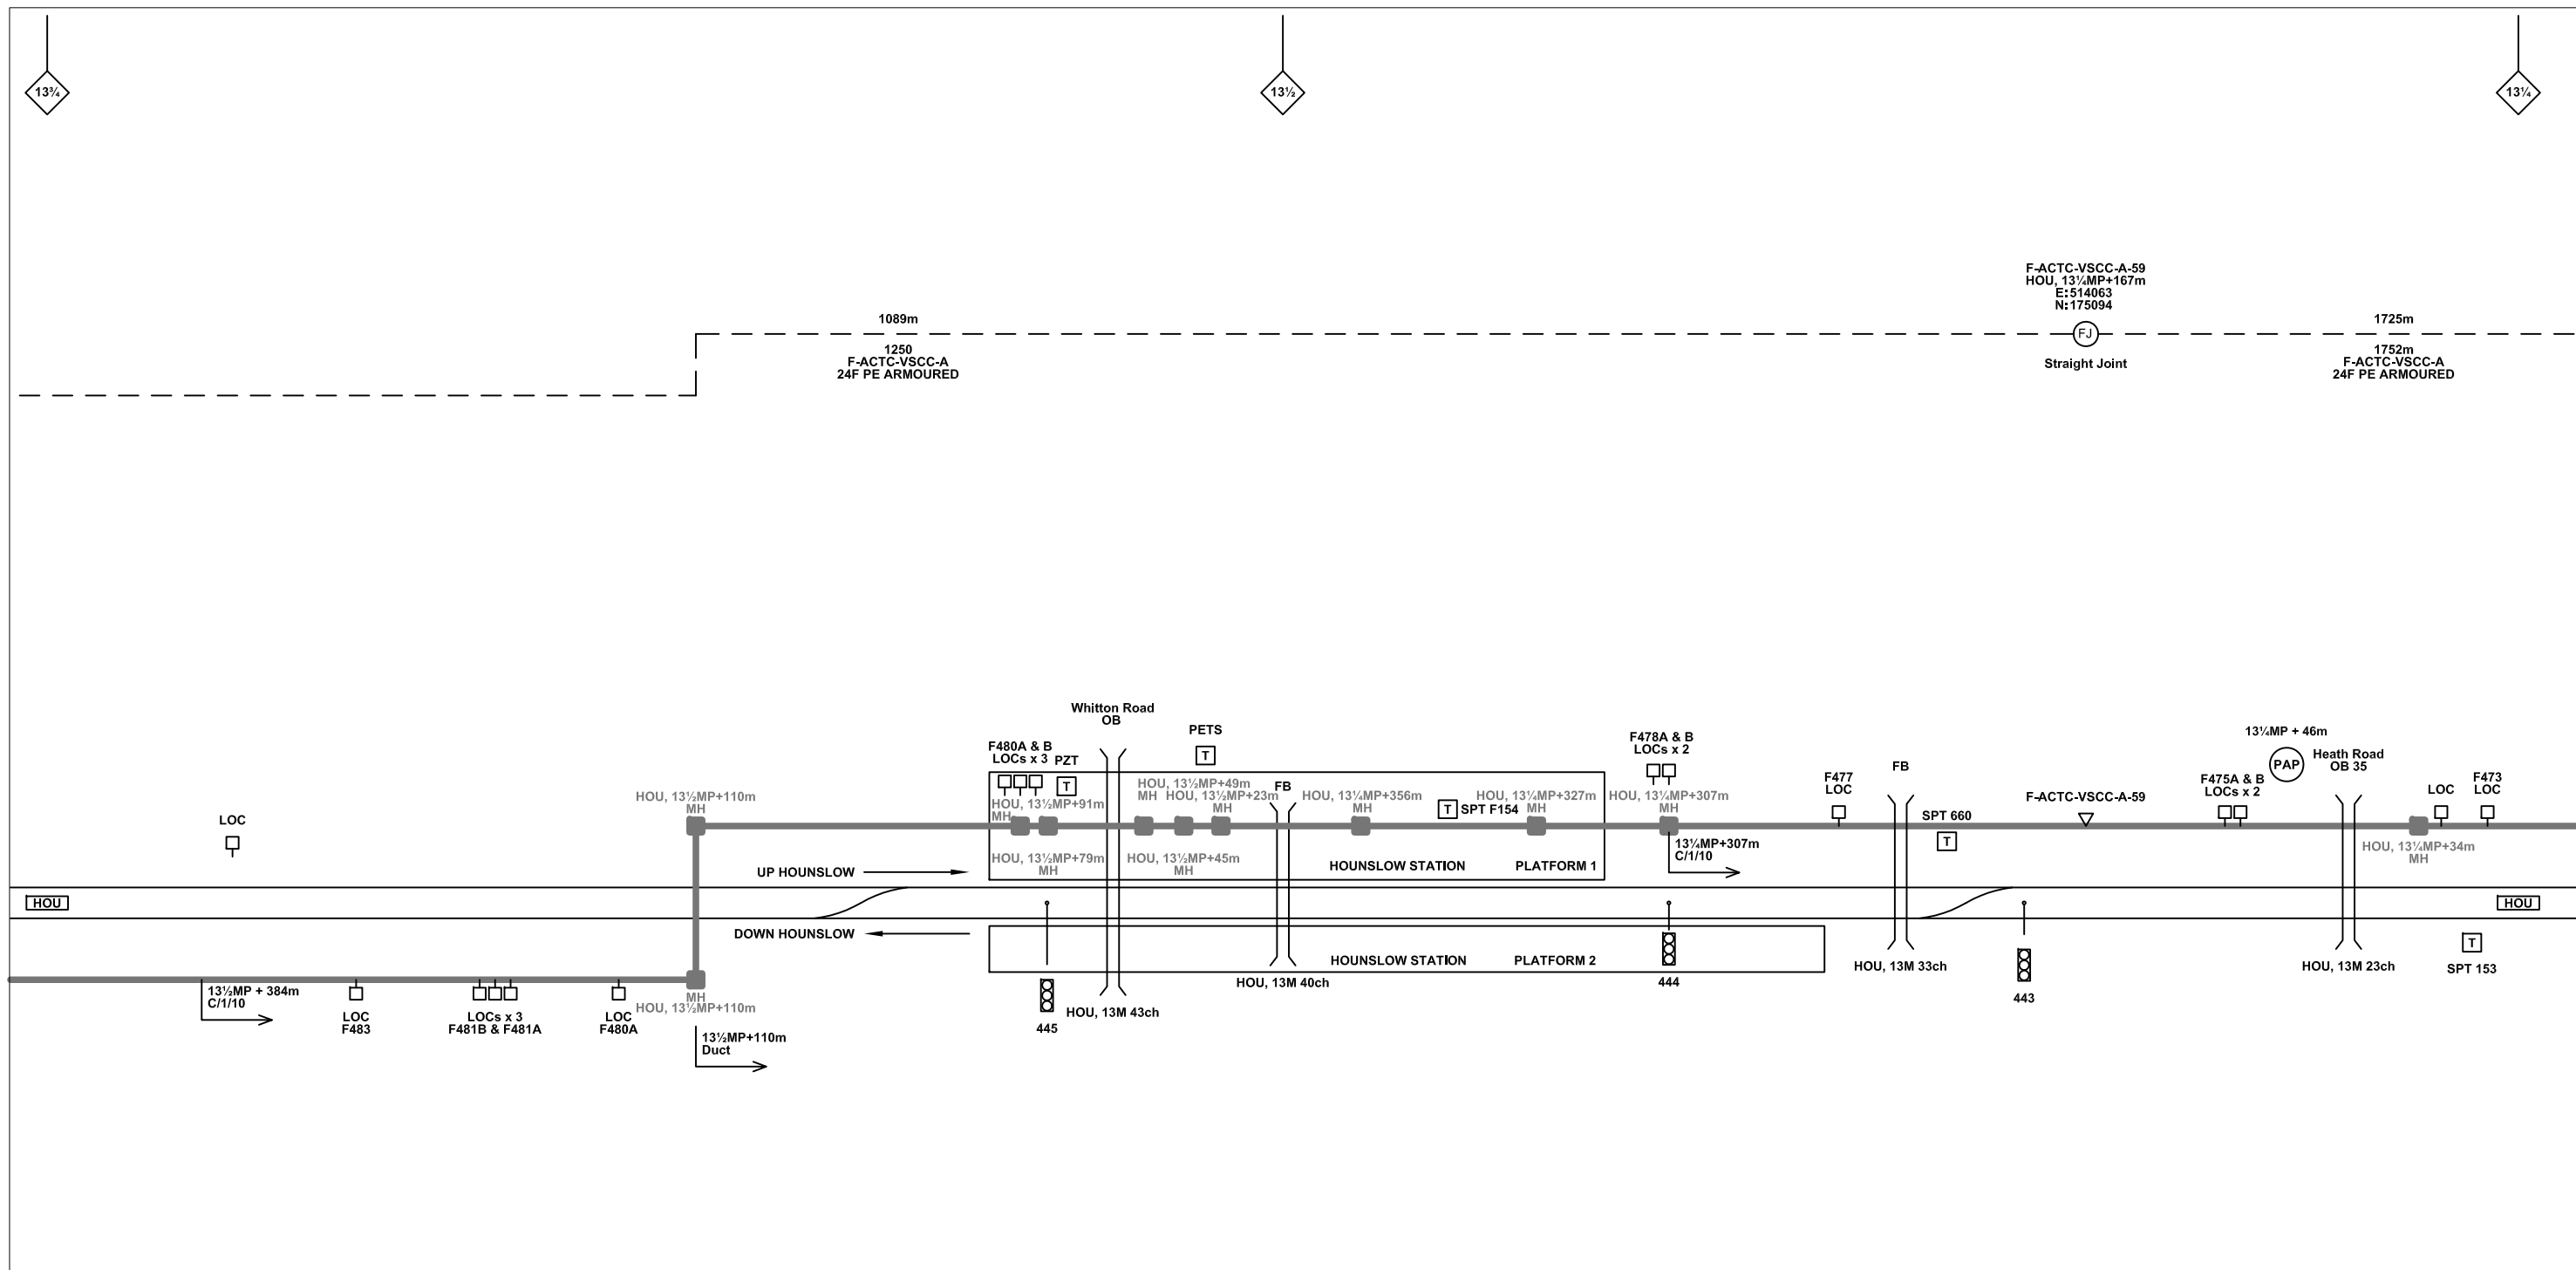 13¾
13½
13¼
F-ACTC-VSCC-A-59
HOU, 13¼MP+167m
E:514063
N:175094
FJ
Straight Joint
1089m
1250
F-ACTC-VSCC-A
24F PE ARMOURED
1725m
1752m
F-ACTC-VSCC-A
24F PE ARMOURED
Whitton Road
OB
PETS
T
F480A & B
LOCs x 3
PZT
T
F478A & B
LOCs x 2
13¼MP + 46m
PAP
Heath Road
OB 35
F477
LOC
FB
F475A & B
LOCs x 2
LOC
F473
LOC
HOU, 13½MP+110m
MH
HOU, 13½MP+91m
MH
HOU, 13½MP+49m
MH
HOU, 13½MP+23m
MH
FB
HOU, 13¼MP+356m
MH
T
SPT F154
HOU, 13¼MP+327m
MH
HOU, 13¼MP+307m
MH
F-ACTC-VSCC-A-59
LOC
SPT 660
T
13¼MP+307m
C/1/10
HOU, 13¼MP+34m
MH
HOU, 13½MP+79m
MH
HOU, 13½MP+45m
MH
HOUNSLOW STATION
PLATFORM 1
UP HOUNSLOW
HOU
HOU
DOWN HOUNSLOW
HOUNSLOW STATION
PLATFORM 2
T
SPT 153
HOU, 13M 33ch
HOU, 13M 23ch
HOU, 13M 40ch
444
443
13½MP + 384m
C/1/10
MH
HOU, 13½MP+110m
LOC
F483
LOCs x 3
F481B & F481A
LOC
F480A
445
HOU, 13M 43ch
13½MP+110m
Duct